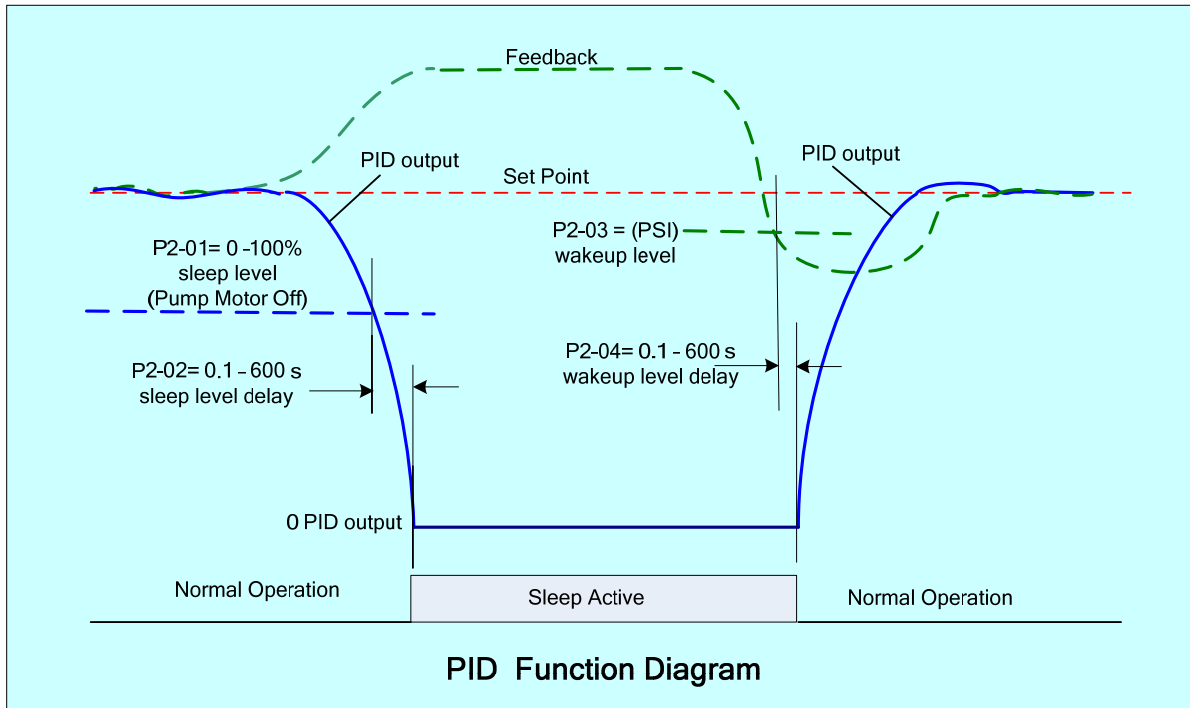 Feedback
PID output
Set Point
PID output
P2-01= 0 -100%
sleep level
(Pump Motor Off)
P2-03 = (PSI)
wakeup level
P2-02= 0.1 - 600 s
sleep level delay
P2-04= 0.1 - 600 s
wakeup level delay
0 PID output
Normal Operation
Sleep Active
Normal Operation
PID Function Diagram